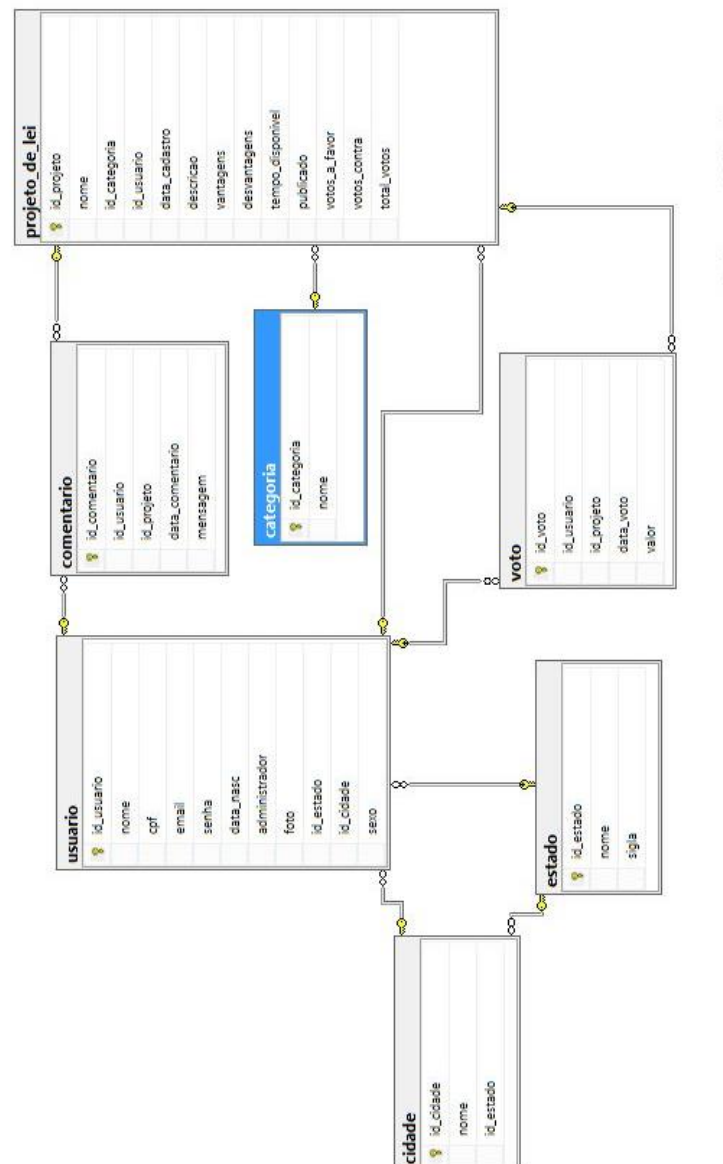 projeto_de_lei
id_projeto
nome
id_categoria
id_usuario
data_cadastro
descricao
vantagens
desvantagens
tempo_disponivel
publicado
votos_a_favor
votos_contra
total_votos
comentario
id_comentario
id_usuario
id_projeto
data_comentario
mensagem
categoria
id_categoria
nome
voto
id_voto
id_usuario
id_projeto
data_voto
valor
usuario
id_usuario
nome
cpf
email
senha
data_nasc
administrador
foto
id_estado
id_cidade
sexo
estado
id_estado
nome
sigla
cidade
id_cidade
nome
id_estado